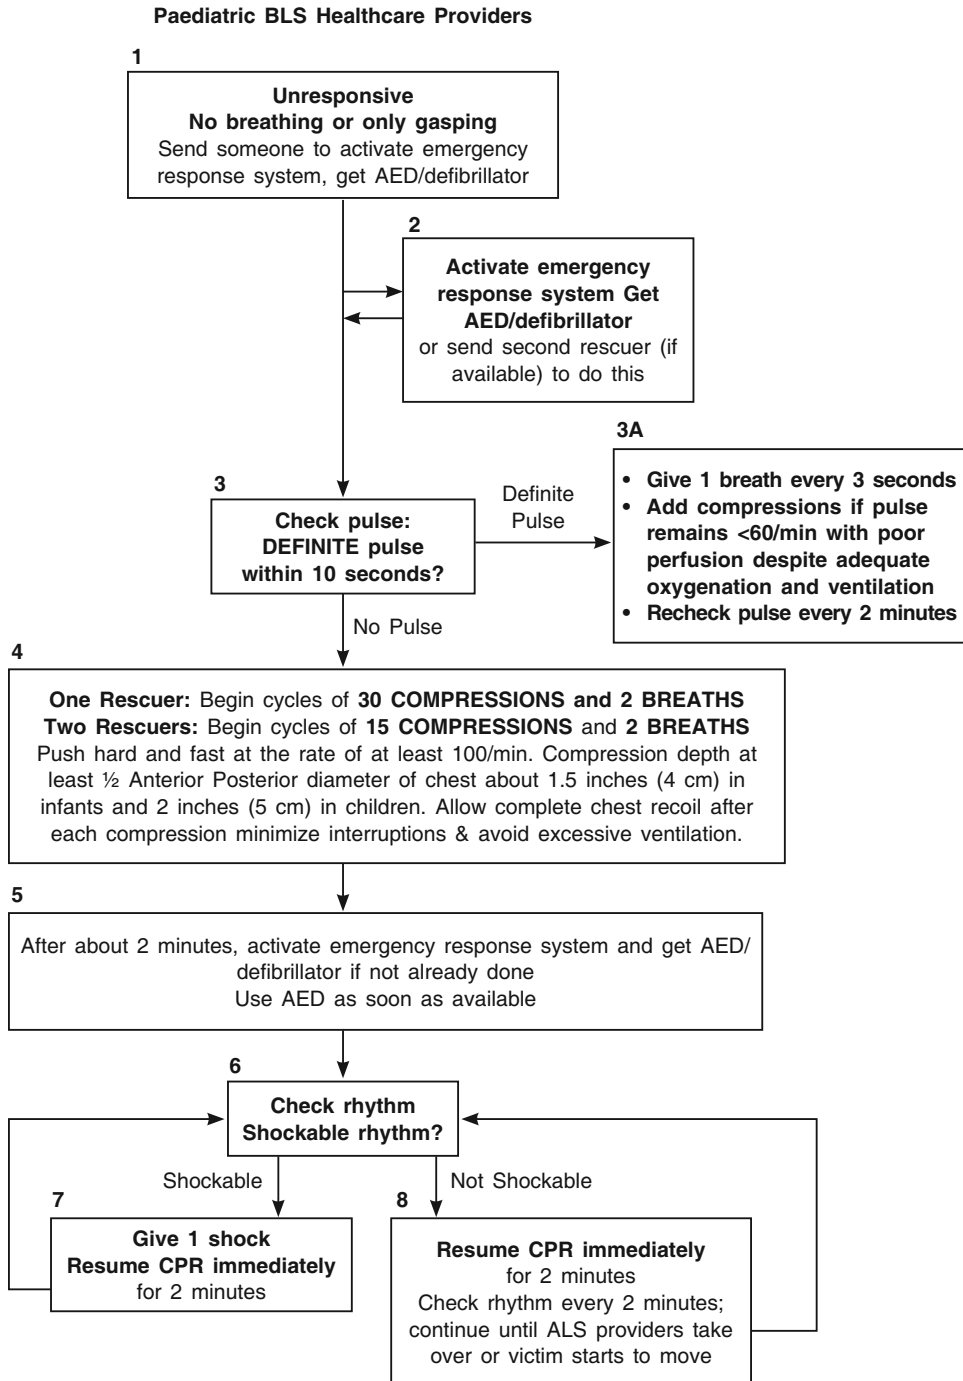 Paediatric BLS Healthcare Providers
1
Unresponsive
No breathing or only gasping
Send someone to activate emergency
response system, get AED/defibrillator
2
Activate emergency
response system Get
AED/defibrillator
or send second rescuer (if
available) to do this
3
Check pulse:
DEFINITE pulse
within 10 seconds?
Definite
Pulse
3A
• Give 1 breath every 3 seconds
• Add compressions if pulse
remains <60/min with poor
perfusion despite adequate
oxygenation and ventilation
• Recheck pulse every 2 minutes
No Pulse
4
One Rescuer: Begin cycles of 30 COMPRESSIONS and 2 BREATHS
Two Rescuers: Begin cycles of 15 COMPRESSIONS and 2 BREATHS
Push hard and fast at the rate of at least 100/min. Compression depth at
least ½ Anterior Posterior diameter of chest about 1.5 inches (4 cm) in
infants and 2 inches (5 cm) in children. Allow complete chest recoil after
each compression minimize interruptions & avoid excessive ventilation.
5
After about 2 minutes, activate emergency response system and get AED/
defibrillator if not already done
Use AED as soon as available
6
Check rhythm
Shockable rhythm?
Shockable
Not Shockable
7
Give 1 shock
Resume CPR immediately
for 2 minutes
8
Resume CPR immediately
for 2 minutes
Check rhythm every 2 minutes;
continue until ALS providers take
over or victim starts to move